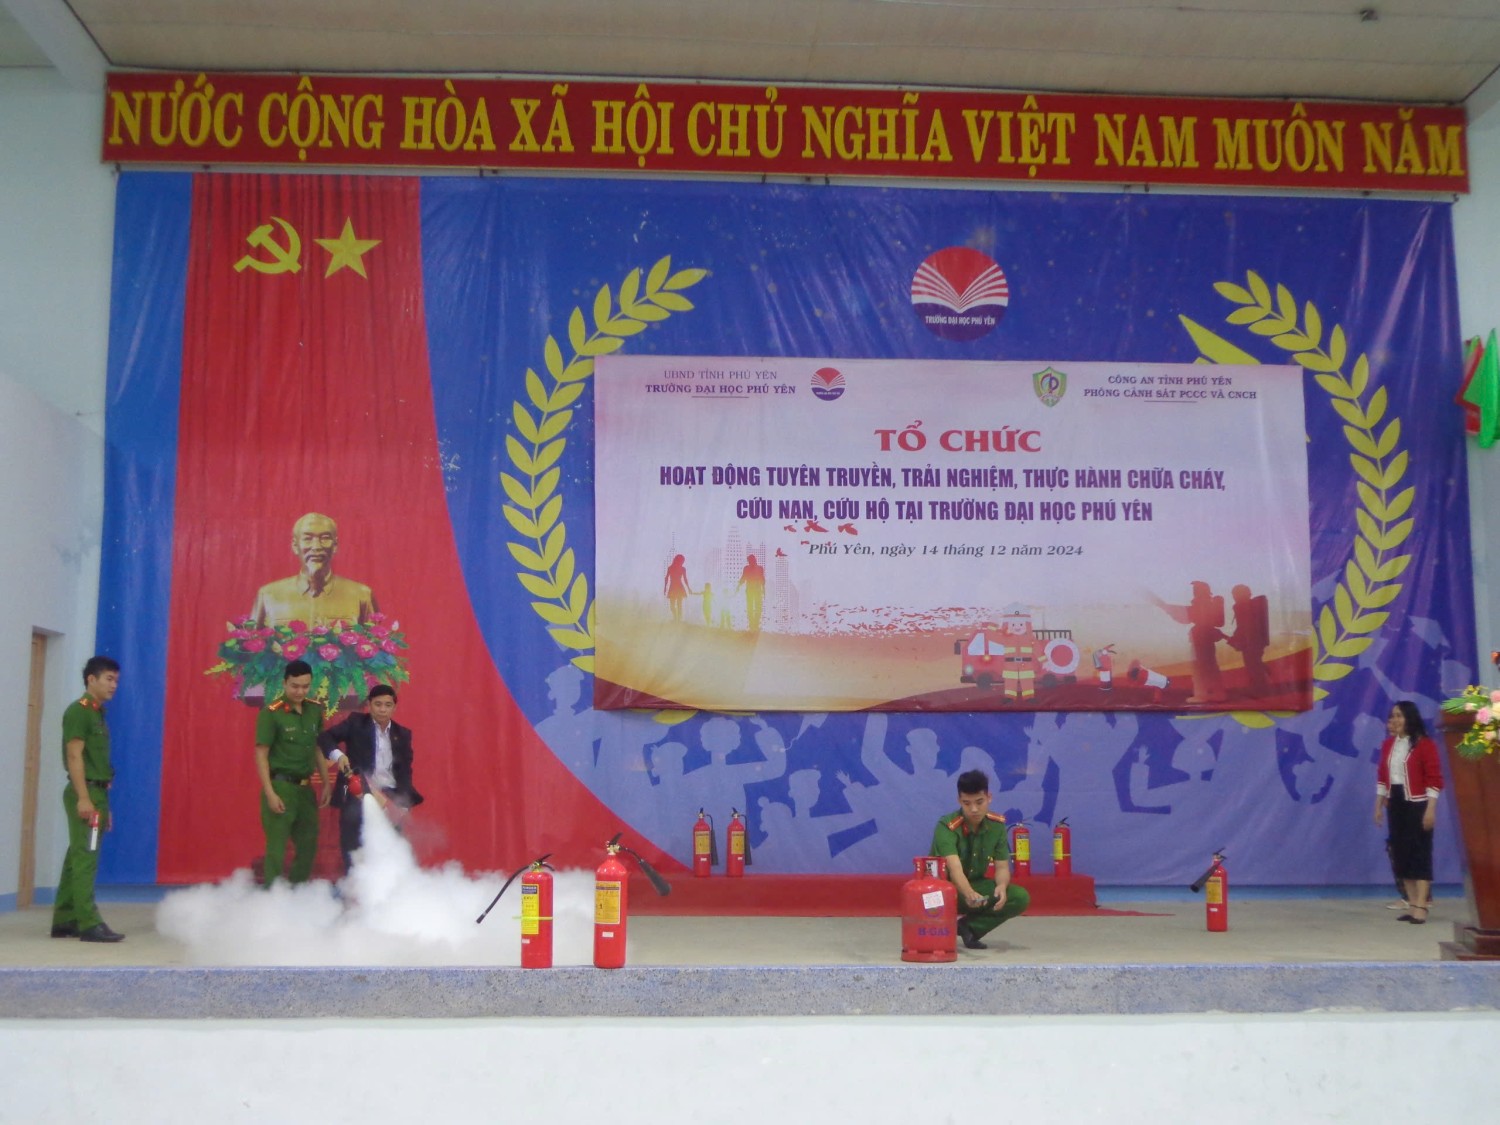 NƯỚC CỘNG HÒA XÃ HỘI CHỦ NGHĨA VIỆT NAM MUÔN NĂM
TRƯỜNG ĐẠI HỌC PHÚ YÊN
UBND TỈNH PHÚ YÊN
TRƯỜNG ĐẠI HỌC PHÚ YÊN
CÔNG AN TỈNH PHÚ YÊN
PHÒNG CẢNH SÁT PCCC VÀ CNCH
TỔ CHỨC
HOẠT ĐỘNG TUYÊN TRUYỀN, TRẢI NGHIỆM, THỰC HÀNH CHỮA CHÁY,
CỨU NẠN, CỨU HỘ TẠI TRƯỜNG ĐẠI HỌC PHÚ YÊN
Phú Yên, ngày 14 tháng 12 năm 2024
H-GAS